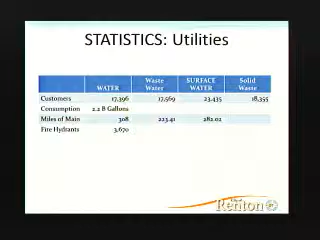 STATISTICS: Utilities
WATER Waste Water SURFACE WATER Solid Waste
Customers 17,396 17,569 23,435 18,355
Consumption 2.2 B Gallons
Miles of Main 308 223.41 282.02
Fire Hydrants 3,670
Renton